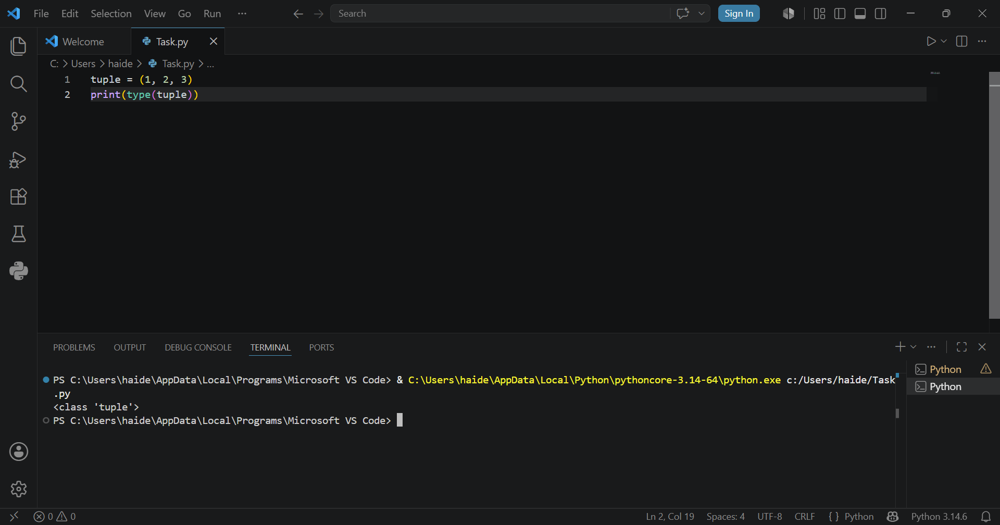 File Edit Selection View Go Run ··· Search Sign In
Welcome Task.py
C: > Users > haide > Task.py > ...
1 tuple = (1, 2, 3)
2 print(type(tuple))
PROBLEMS OUTPUT DEBUG CONSOLE TERMINAL PORTS
PS C:\Users\haide\AppData\Local\Programs\Microsoft VS Code> & C:\Users\haide\AppData\Local\Python\pythoncore-3.14-64\python.exe c:/Users/haide/Task
.py
<class 'tuple'>
PS C:\Users\haide\AppData\Local\Programs\Microsoft VS Code>
Python
Python
0 0 Ln 2, Col 19 Spaces: 4 UTF-8 CRLF { } Python Python 3.14.6